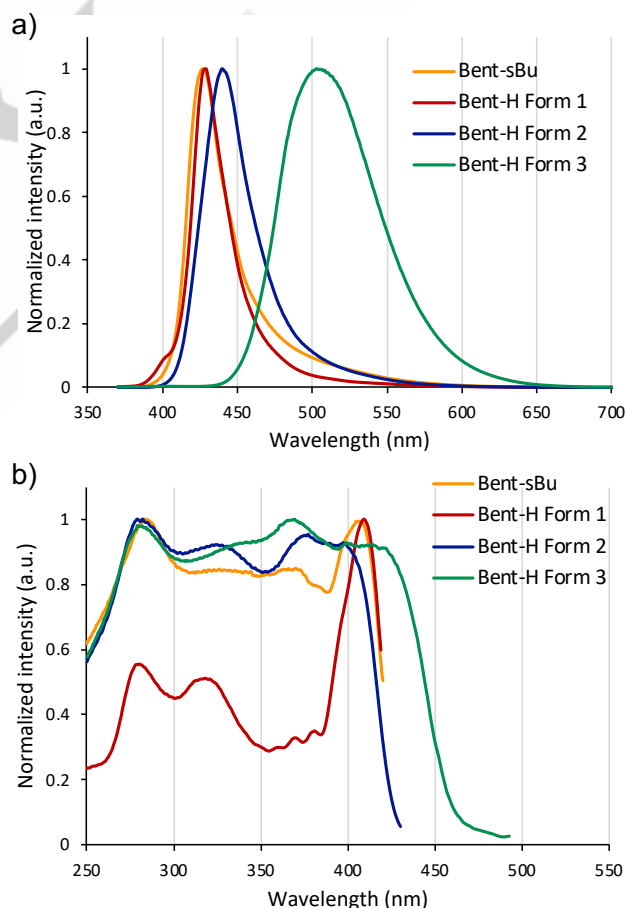 a)
Normalized intensity (a.u.)
1
0.8
0.6
0.4
0.2
0
Bent-sBu
Bent-H Form 1
Bent-H Form 2
Bent-H Form 3
350 400 450 500 550 600 650 700
Wavelength (nm)
b)
Normalized intensity (a.u.)
1
0.8
0.6
0.4
0.2
0
Bent-sBu
Bent-H Form 1
Bent-H Form 2
Bent-H Form 3
250 300 350 400 450 500 550
Wavelength (nm)